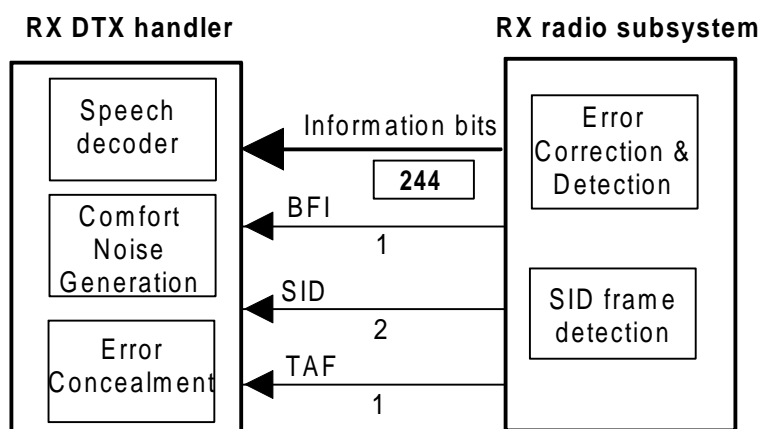 RX DTX handler
RX radio subsystem
Speech
decoder
Comfort
Noise
Generation
Error
Concealment
Information bits
244
BFI
1
SID
2
TAF
1
Error
Correction &
Detection
SID frame
detection